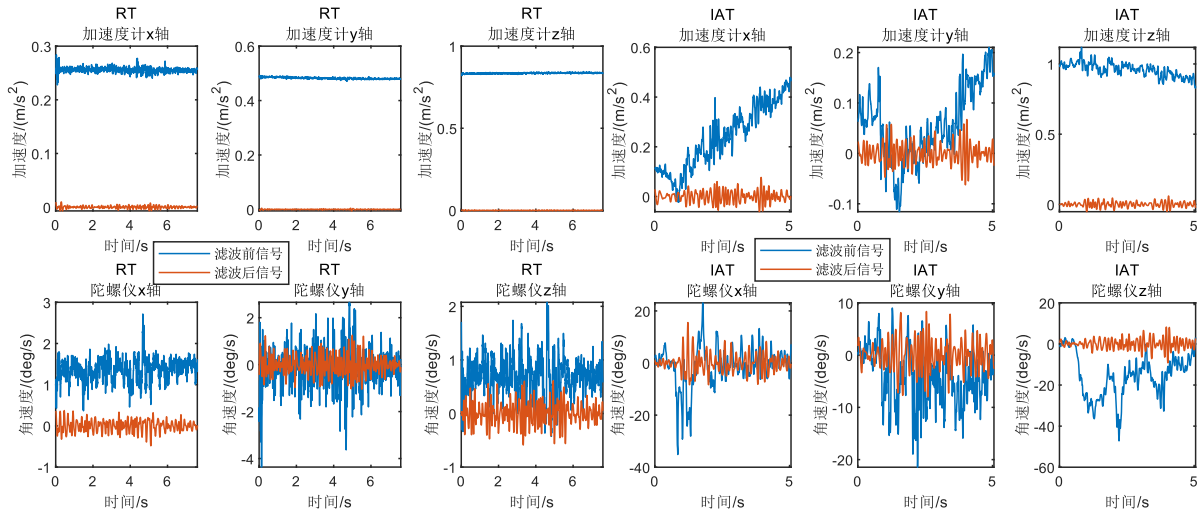 RT
加速度计x轴
加速度/(m/s²)
0.3
0.2
0.1
0
0 2 4 6
时间/s
RT
加速度计y轴
加速度/(m/s²)
0.6
0.4
0.2
0
0 2 4 6
时间/s
RT
加速度计z轴
加速度/(m/s²)
1
0.5
0
0 2 4 6
时间/s
IAT
加速度计x轴
加速度/(m/s²)
0.6
0.4
0.2
0
0 5
时间/s
IAT
加速度计y轴
加速度/(m/s²)
0.2
0.1
0
-0.1
0 5
时间/s
IAT
加速度计z轴
加速度/(m/s²)
1
0.5
0
0 5
时间/s
滤波前信号
滤波后信号
滤波前信号
滤波后信号
RT
陀螺仪x轴
角速度/(deg/s)
3
2
1
0
-1
0 2 4 6
时间/s
RT
陀螺仪y轴
角速度/(deg/s)
2
0
-2
-4
0 2 4 6
时间/s
RT
陀螺仪z轴
角速度/(deg/s)
2
1
0
-1
0 2 4 6
时间/s
IAT
陀螺仪x轴
角速度/(deg/s)
20
0
-20
-40
0 5
时间/s
IAT
陀螺仪y轴
角速度/(deg/s)
10
0
-10
-20
0 5
时间/s
IAT
陀螺仪z轴
角速度/(deg/s)
20
0
-20
-40
-60
0 5
时间/s